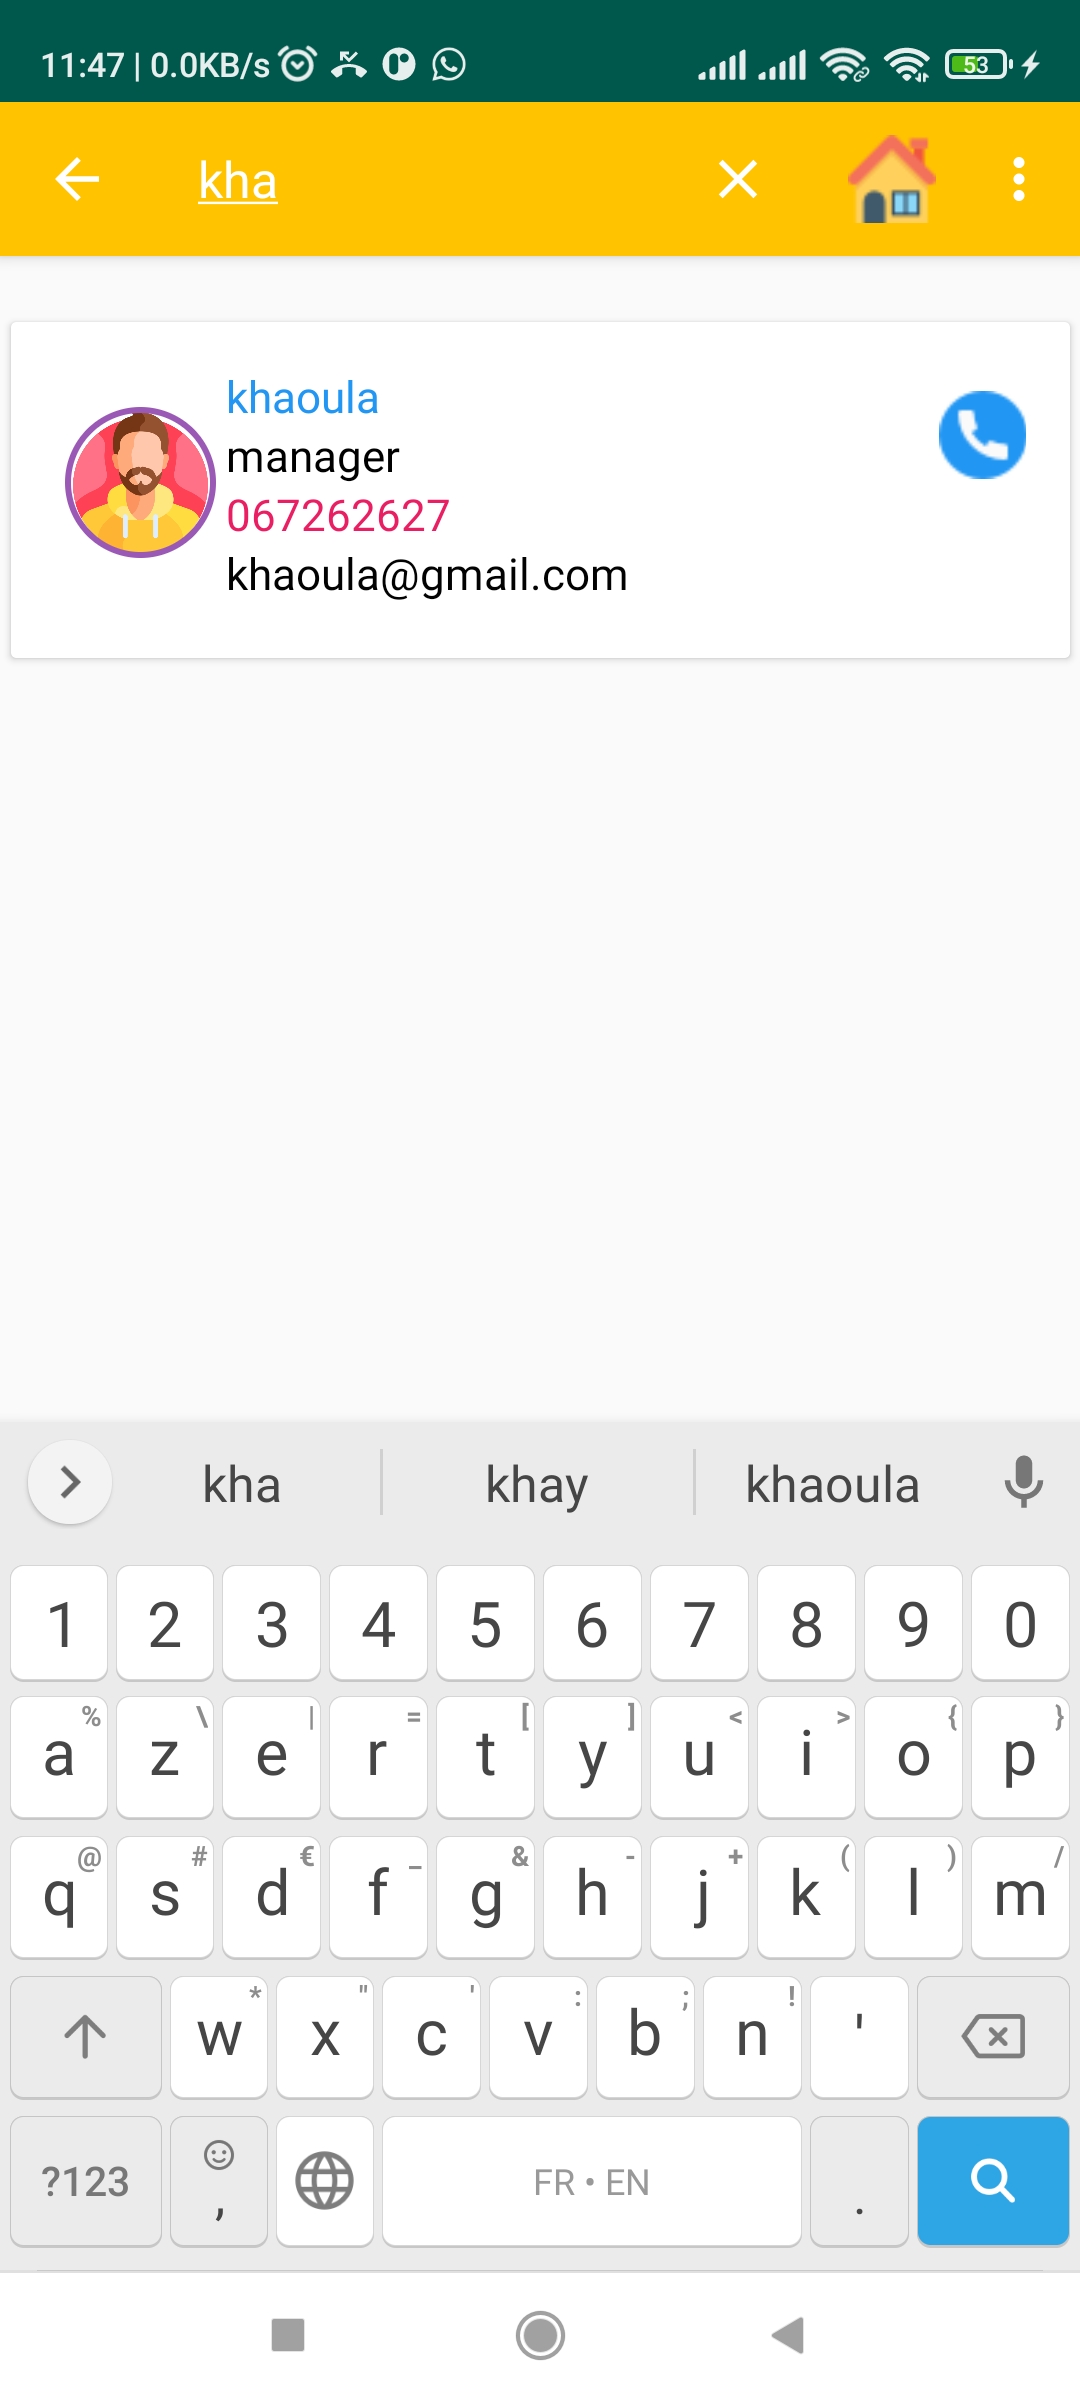 11:47 | 0.0KB/s 53
kha
khaoula
manager
067262627
khaoula@gmail.com
kha khay khaoula
1 2 3 4 5 6 7 8 9 0
% \ | = [ ] < > { }
a z e r t y u i o p
@ # € _ & - + ( ) /
q s d f g h j k l m
* " ' : ; !
w x c v b n '
?123 , FR • EN .